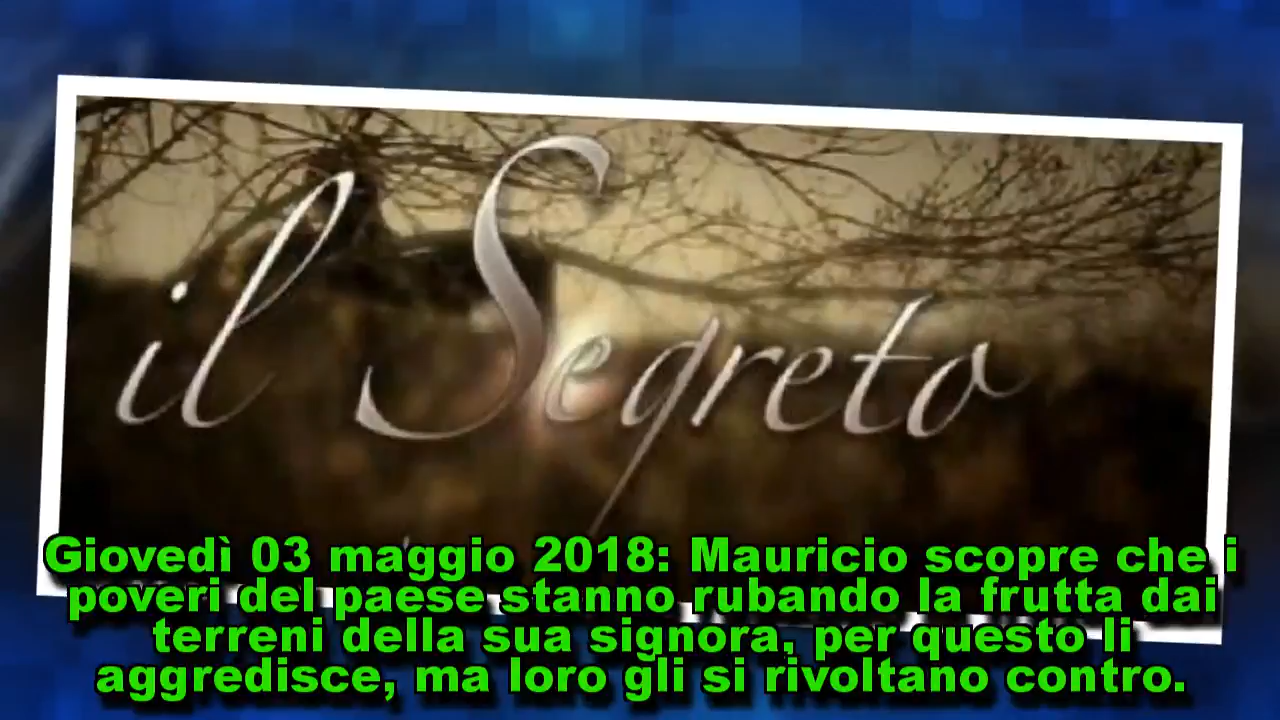 il Segreto
Giovedì 03 maggio 2018: Mauricio scopre che i
poveri del paese stanno rubando la frutta dai
terreni della sua signora, per questo li
aggredisce, ma loro gli si rivoltano contro.